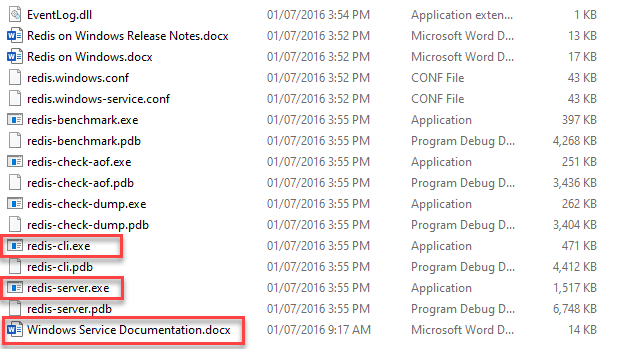 EventLog.dll 01/07/2016 3:54 PM Application exten... 1 KB
Redis on Windows Release Notes.docx 01/07/2016 3:52 PM Microsoft Word D... 13 KB
Redis on Windows.docx 01/07/2016 3:52 PM Microsoft Word D... 17 KB
redis.windows.conf 01/07/2016 3:52 PM CONF File 43 KB
redis.windows-service.conf 01/07/2016 3:52 PM CONF File 43 KB
redis-benchmark.exe 01/07/2016 3:55 PM Application 397 KB
redis-benchmark.pdb 01/07/2016 3:55 PM Program Debug D... 4,268 KB
redis-check-aof.exe 01/07/2016 3:55 PM Application 251 KB
redis-check-aof.pdb 01/07/2016 3:55 PM Program Debug D... 3,436 KB
redis-check-dump.exe 01/07/2016 3:55 PM Application 262 KB
redis-check-dump.pdb 01/07/2016 3:55 PM Program Debug D... 3,404 KB
redis-cli.exe 01/07/2016 3:55 PM Application 471 KB
redis-cli.pdb 01/07/2016 3:55 PM Program Debug D... 4,412 KB
redis-server.exe 01/07/2016 3:55 PM Application 1,517 KB
redis-server.pdb 01/07/2016 3:55 PM Program Debug D... 6,748 KB
Windows Service Documentation.docx 01/07/2016 9:17 AM Microsoft Word D... 14 KB